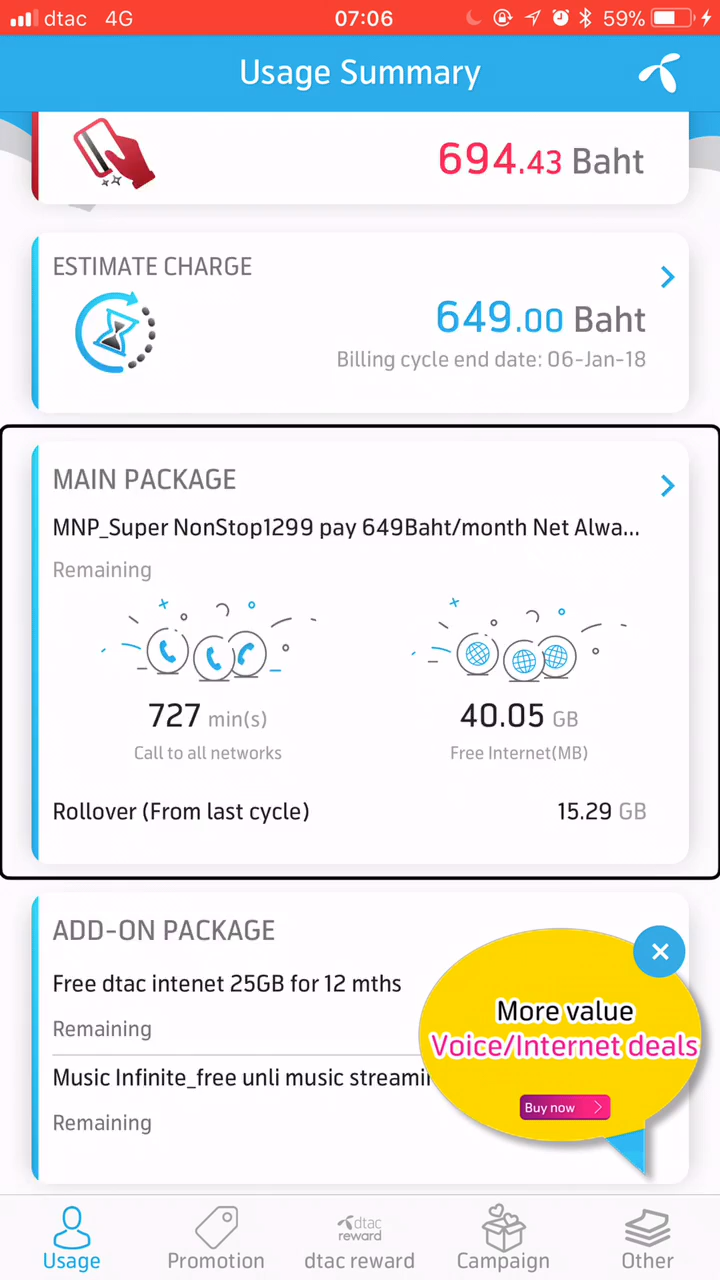 dtac 4G 07:06 59%
Usage Summary
694.43 Baht
ESTIMATE CHARGE
649.00 Baht
Billing cycle end date: 06-Jan-18
MAIN PACKAGE
MNP_Super NonStop1299 pay 649Baht/month Net Alwa...
Remaining
727 min(s) 40.05 GB
Call to all networks Free Internet(MB)
Rollover (From last cycle) 15.29 GB
ADD-ON PACKAGE
Free dtac intenet 25GB for 12 mths
Remaining
Music Infinite_free unli music streami
Remaining
More value
Voice/Internet deals
Buy now
dtac
reward
Usage Promotion dtac reward Campaign Other